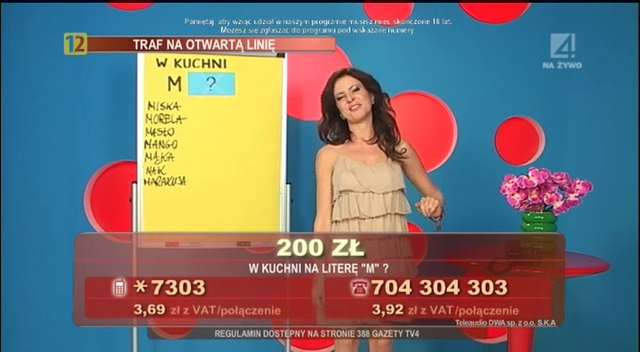 Pamiętaj, aby wziąć udział w naszym programie musisz mieć skończone 18 lat.
Możesz się zgłaszać do programu pod wskazane numery.
12
TRAF NA OTWARTĄ LINIĘ
4!
NA ŻYWO
W KUCHNI
M ?
MISKA
MORELA
MASŁO
MANGO
MĄKA
MAK
MARAKUJA
200 ZŁ
W KUCHNI NA LITERĘ "M" ?
*7303
704 304 303
3,69 zł z VAT/połączenie
3,92 zł z VAT/połączenie
Teleaudio DWA sp. z o.o. S.K.A
REGULAMIN DOSTĘPNY NA STRONIE 388 GAZETY TV4